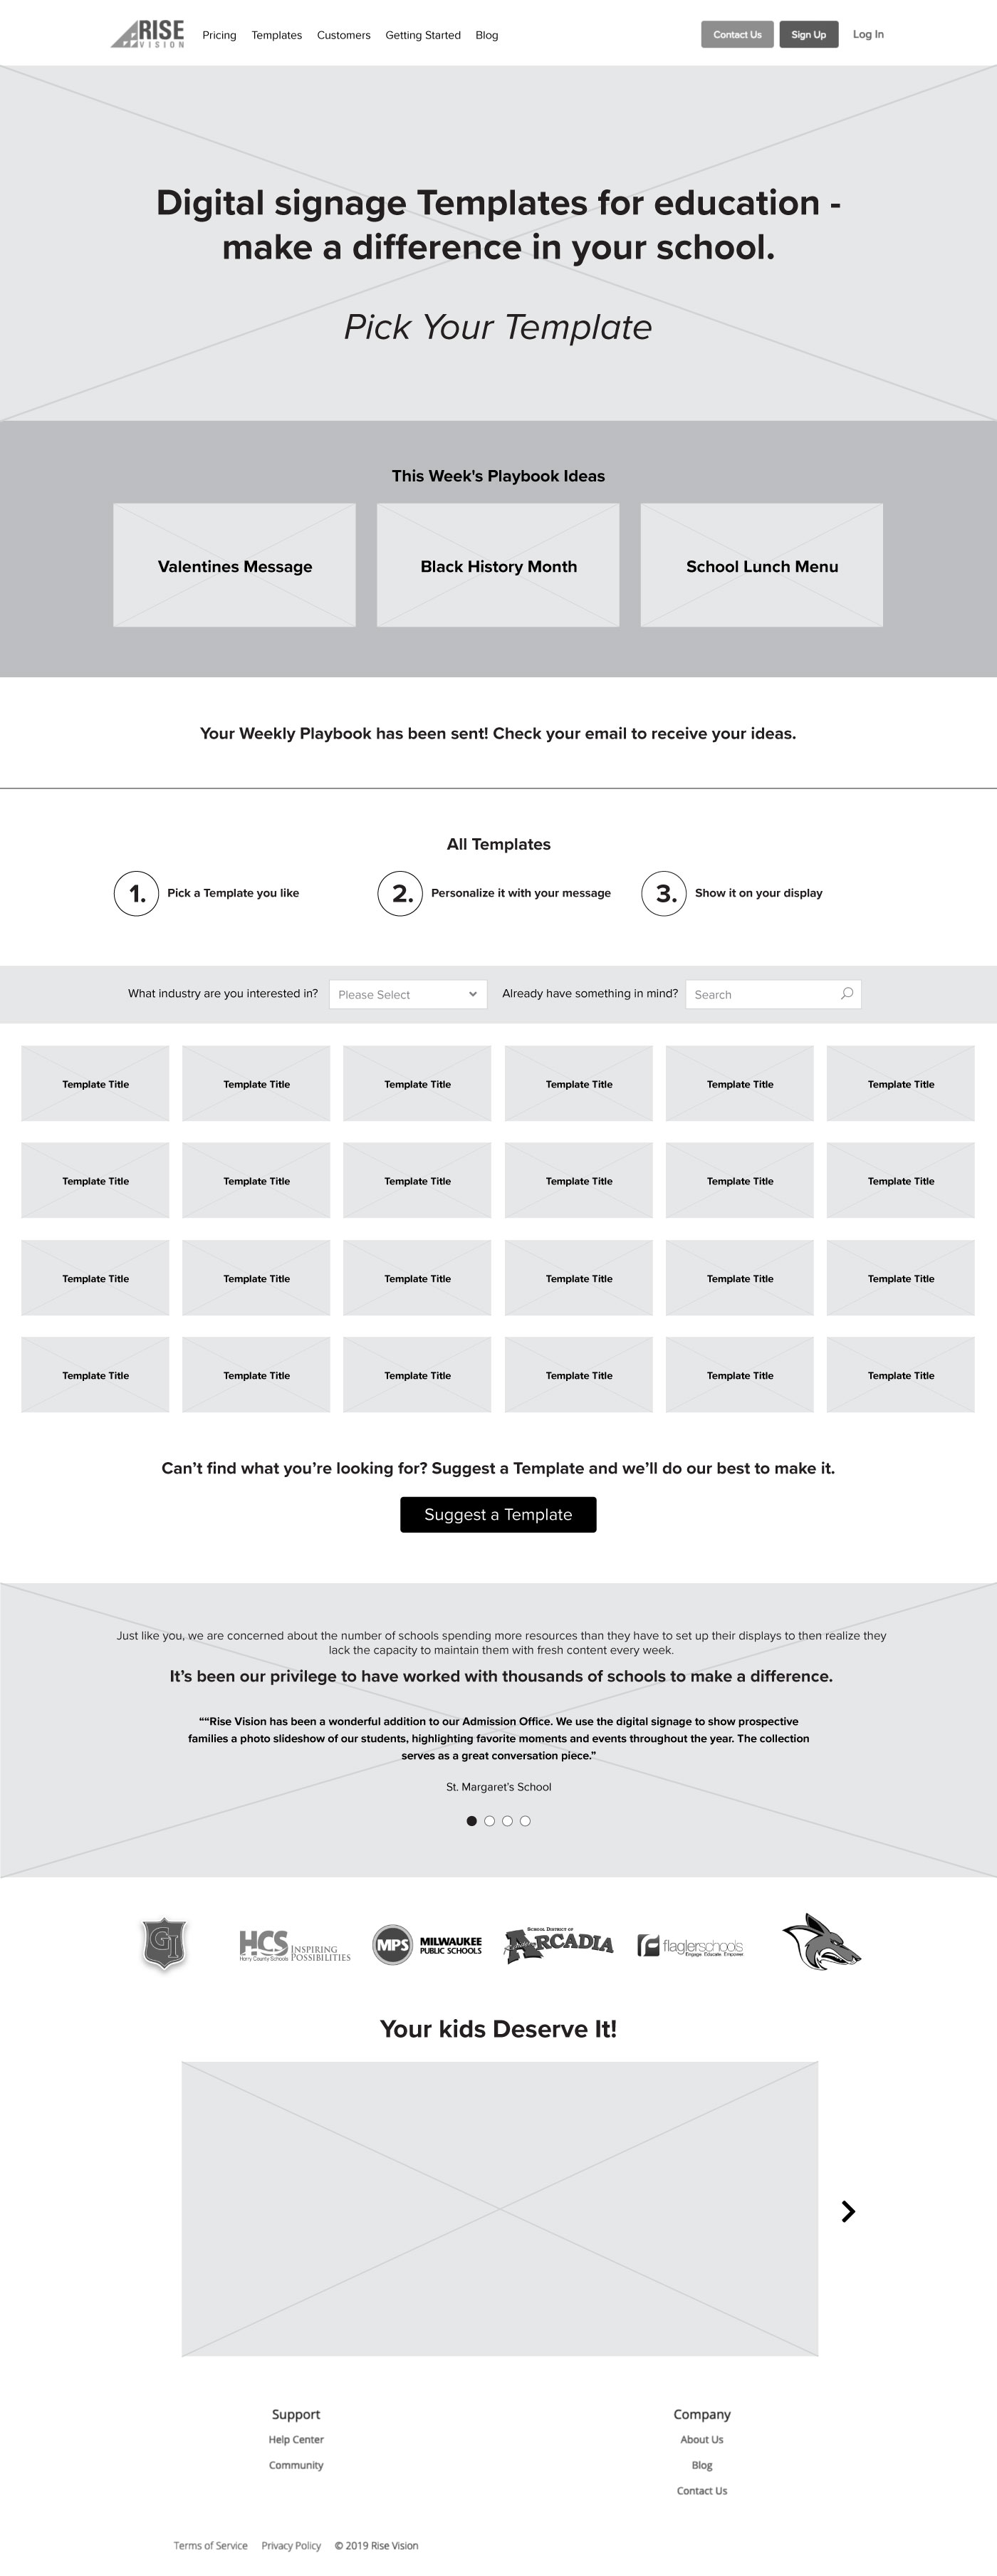 RISE
VISION
Pricing Templates Customers Getting Started Blog
Contact Us Sign Up Log In
Digital signage Templates for education -
make a difference in your school.
Pick Your Template
This Week's Playbook Ideas
Valentines Message Black History Month School Lunch Menu
Your Weekly Playbook has been sent! Check your email to receive your ideas.
All Templates
1. Pick a Template you like 2. Personalize it with your message 3. Show it on your display
What industry are you interested in? Please Select Already have something in mind? Search
Template Title Template Title Template Title Template Title Template Title Template Title
Template Title Template Title Template Title Template Title Template Title Template Title
Template Title Template Title Template Title Template Title Template Title Template Title
Template Title Template Title Template Title Template Title Template Title Template Title
Can’t find what you’re looking for? Suggest a Template and we’ll do our best to make it.
Suggest a Template
Just like you, we are concerned about the number of schools spending more resources than they have to set up their displays to then realize they
lack the capacity to maintain them with fresh content every week.
It’s been our privilege to have worked with thousands of schools to make a difference.
““Rise Vision has been a wonderful addition to our Admission Office. We use the digital signage to show prospective
families a photo slideshow of our students, highlighting favorite moments and events throughout the year. The collection
serves as a great conversation piece.”
St. Margaret's School
GI
HCS
Horry County Schools
INSPIRING
POSSIBILITIES
MPS
MILWAUKEE
PUBLIC SCHOOLS
SCHOOL DISTRICT OF
ARCADIA
flaglerschools
Engage. Educate. Empower.
Your kids Deserve It!
Support
Help Center
Community
Company
About Us
Blog
Contact Us
Terms of Service Privacy Policy © 2019 Rise Vision